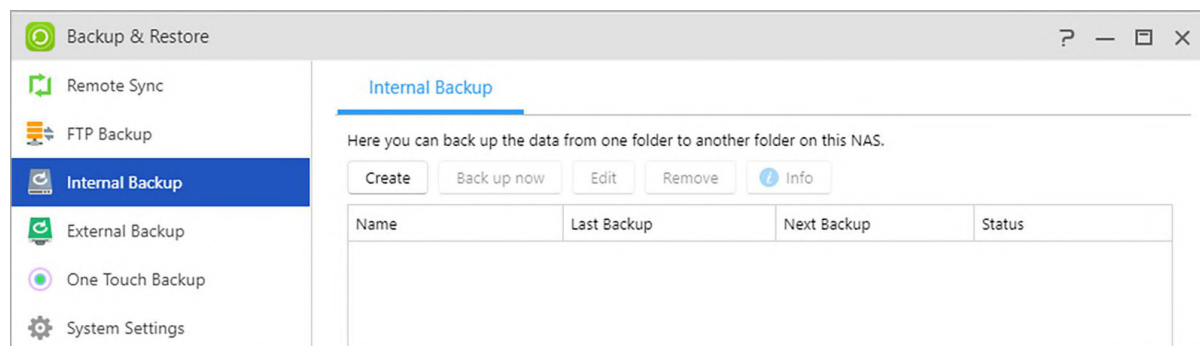 Backup & Restore
Remote Sync
FTP Backup
Internal Backup
External Backup
One Touch Backup
System Settings
Internal Backup
Here you can back up the data from one folder to another folder on this NAS.
Create Back up now Edit Remove Info
Name Last Backup Next Backup Status